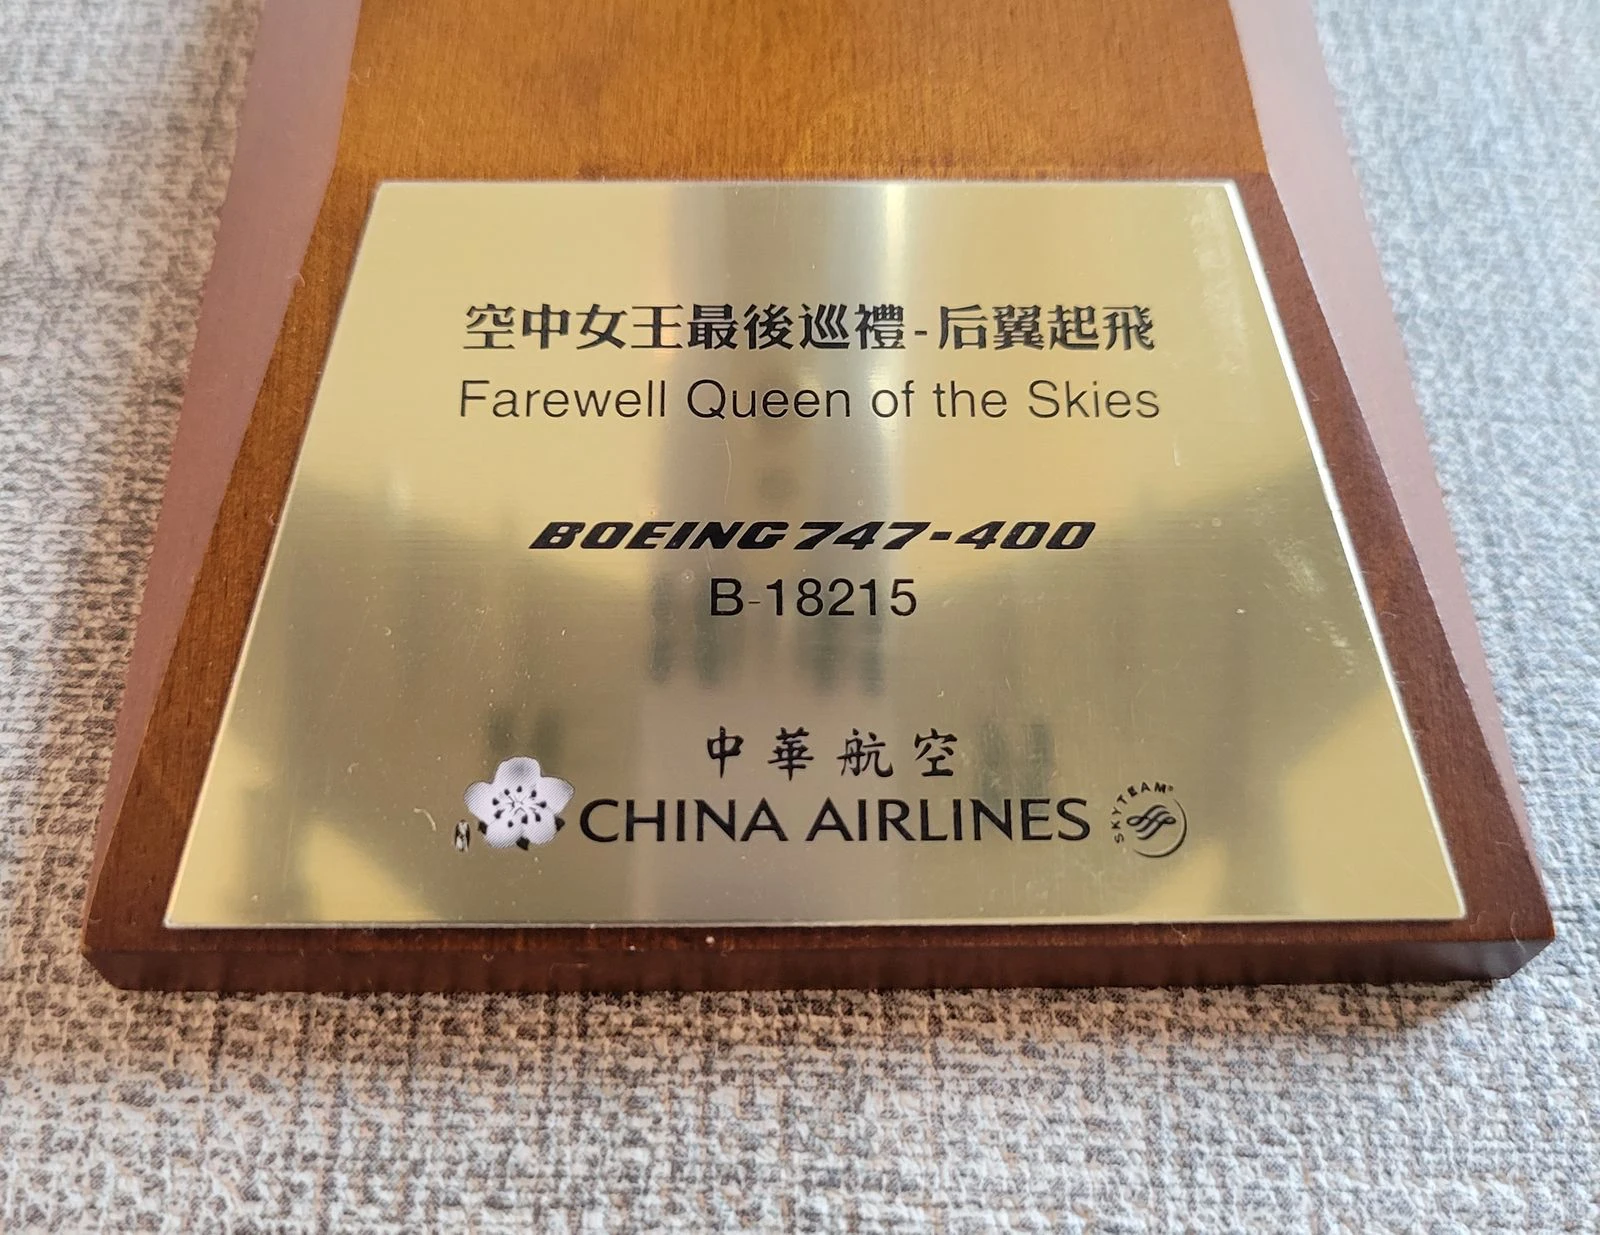 空中女王最後巡禮-后翼起飛
Farewell Queen of the Skies
BOEING 747-400
B-18215
中華航空
CHINA AIRLINES
SKYTEAM